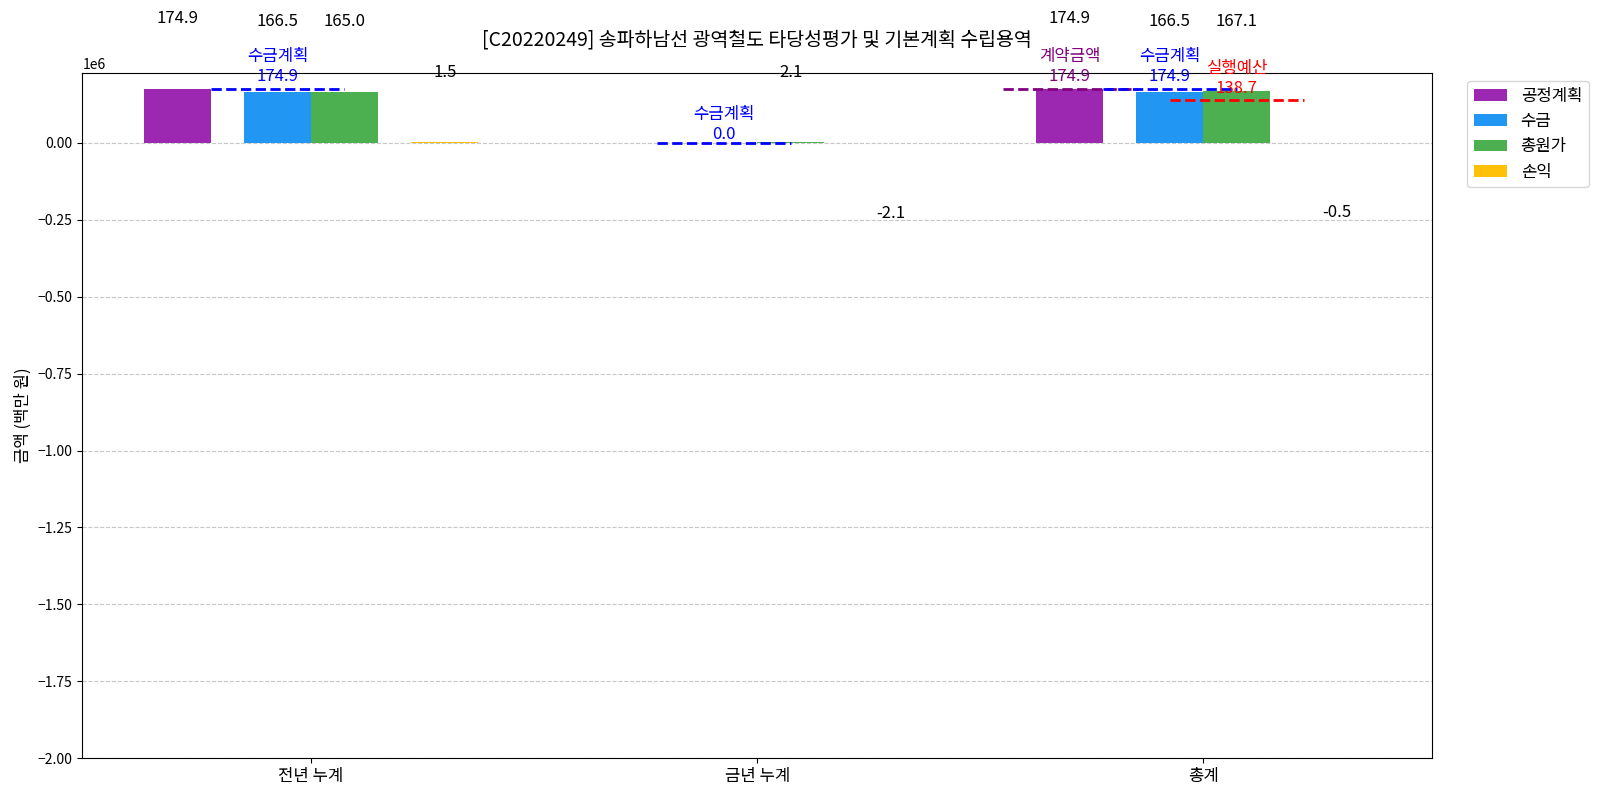 174.9
166.5
165.0
174.9
166.5
167.1
[C20220249] 송파하남선 광역철도 타당성평가 및 기본계획 수립용역
1e6
수금계획
174.9
1.5
2.1
계약금액
174.9
수금계획
174.9
실행예산
138.7
수금계획
0.0
-2.1
-0.5
공정계획
수금
총원가
손익
금액 (백만 원)
0.00
−0.25
−0.50
−0.75
−1.00
−1.25
−1.50
−1.75
−2.00
전년 누계
금년 누계
총계